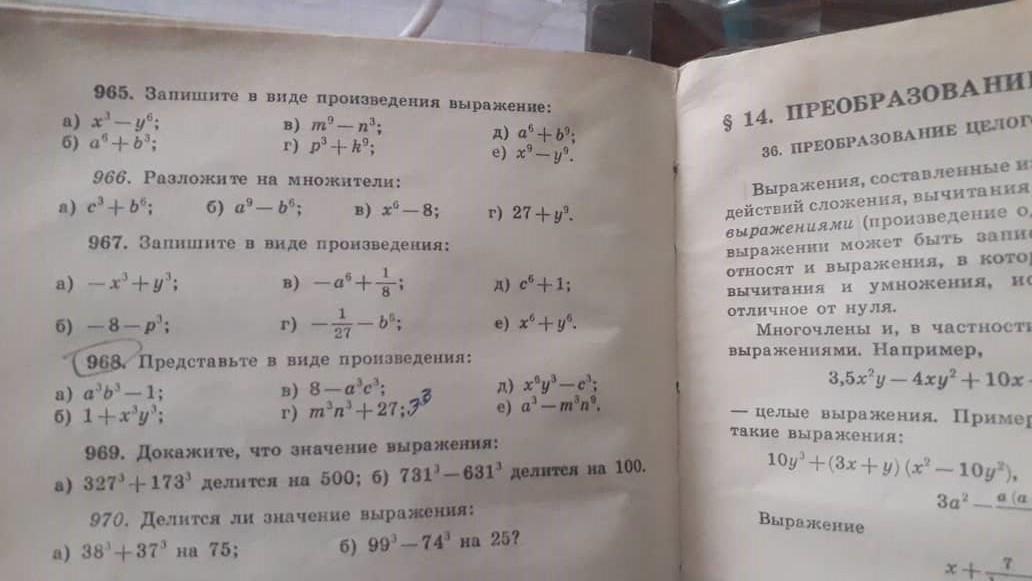 965. Запишите в виде произведения выражение:
а) x³ — y⁶; в) m⁹ — n³; д) a⁶ + b⁹;
б) a⁶ + b³; г) p³ + k⁹; е) x⁹ — y⁹.
966. Разложите на множители:
а) c³ + b⁶; б) a⁹ — b⁶; в) x⁶ — 8; г) 27 + y⁹.
967. Запишите в виде произведения:
а) — x³ + y³; в) — a⁶ + 1/8; д) c⁶ + 1;
б) — 8 — p³; г) — 1/27 — b⁶; е) x⁶ + y⁶.
968. Представьте в виде произведения:
а) a³b³ — 1; в) 8 — a³c³; д) x⁶y³ — c³;
б) 1 + x³y³; г) m³n³ + 27; 3³ е) a³ — m³n⁹.
969. Докажите, что значение выражения:
а) 327³ + 173³ делится на 500; б) 731³ — 631³ делится на 100.
970. Делится ли значение выражения:
а) 38³ + 37³ на 75; б) 99³ — 74³ на 25?
§ 14. ПРЕОБРАЗОВАНИ
36. ПРЕОБРАЗОВАНИЕ ЦЕЛОГ
Выражения, составленные и
действий сложения, вычитания
выражениями (произведение о
выражении может быть запис
относят и выражения, в кото
вычитания и умножения, ис
отличное от нуля.
Многочлены и, в частност
выражениями. Например,
3,5x²y — 4xy² + 10x
— целые выражения. Пример
такие выражения:
10y³ + (3x + y) (x² — 10y²),
3a² — a (a
Выражение
x + 7